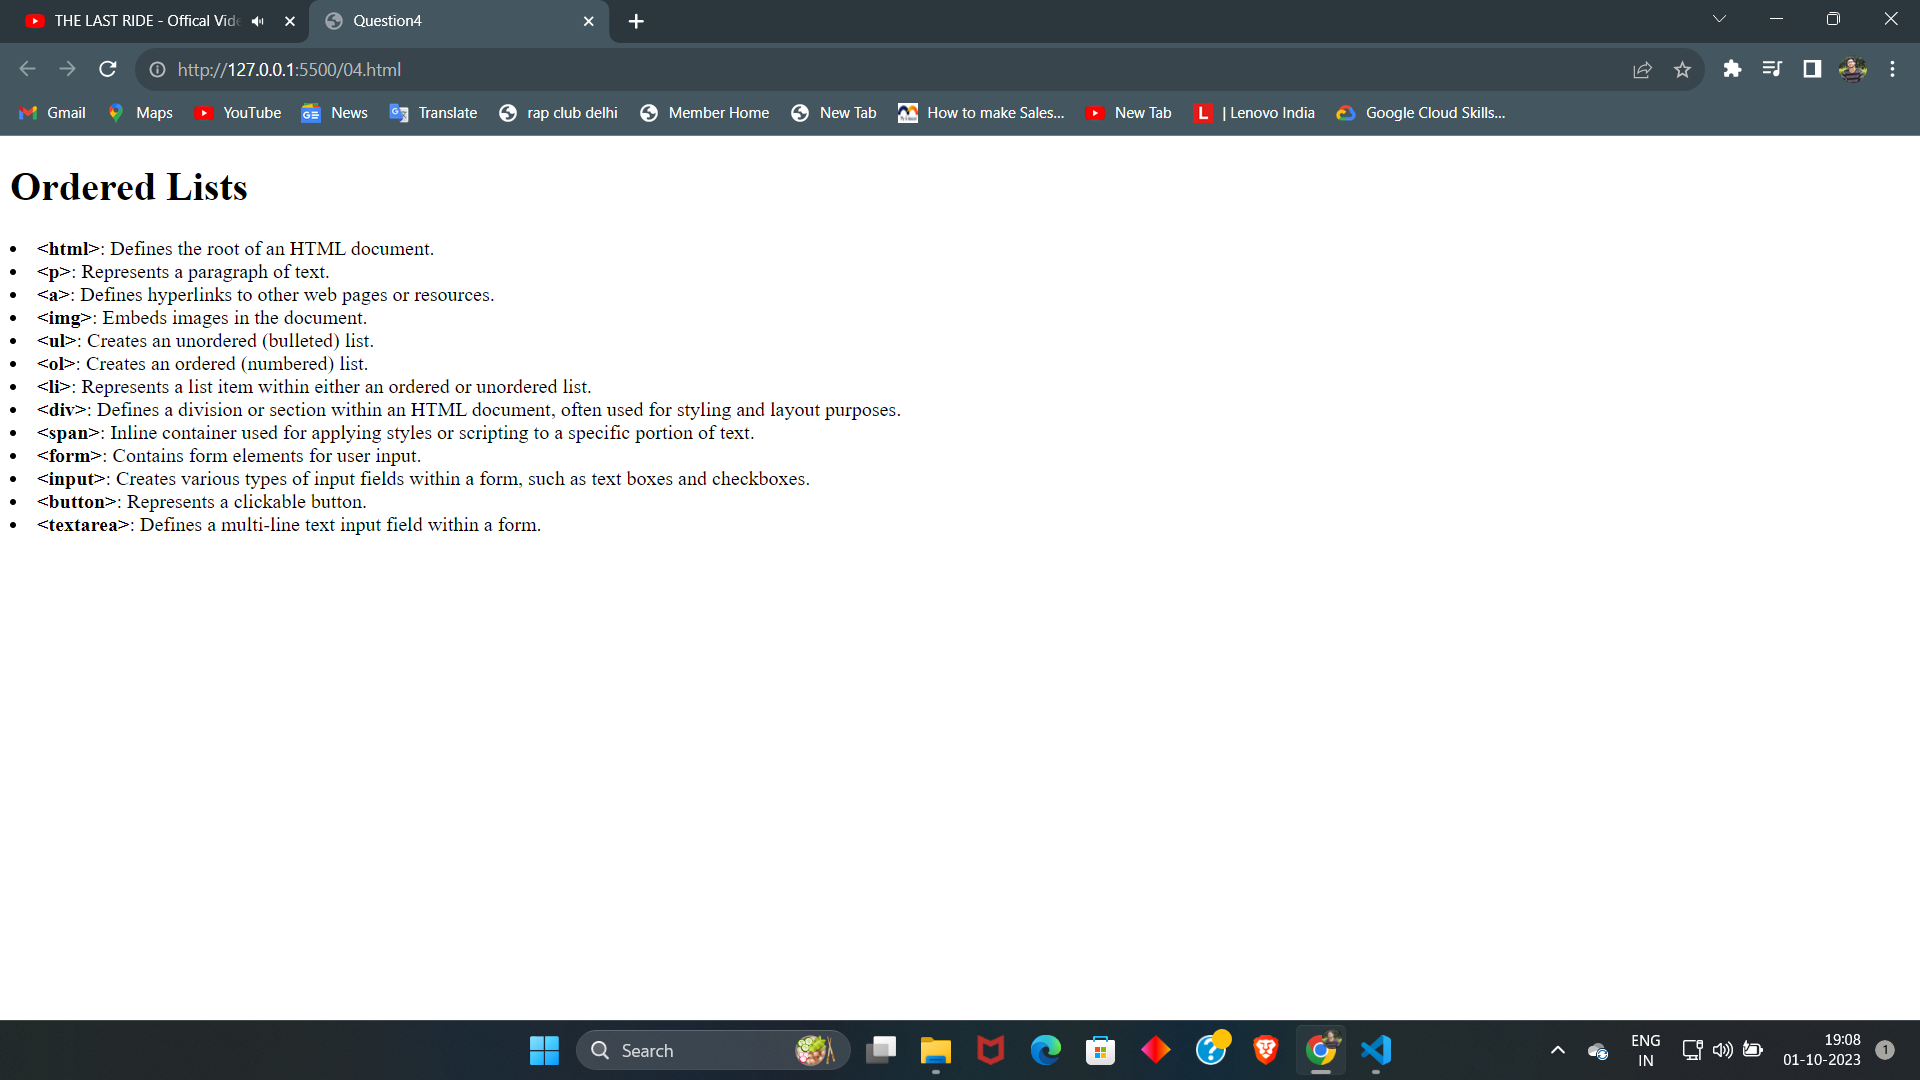 THE LAST RIDE - Offical Vide
Question4
http://127.0.0.1:5500/04.html
Gmail
Maps
YouTube
News
Translate
rap club delhi
Member Home
New Tab
How to make Sales...
New Tab
L | Lenovo India
Google Cloud Skills...
Ordered Lists
• <html>: Defines the root of an HTML document.
• <p>: Represents a paragraph of text.
• <a>: Defines hyperlinks to other web pages or resources.
• <img>: Embeds images in the document.
• <ul>: Creates an unordered (bulleted) list.
• <ol>: Creates an ordered (numbered) list.
• <li>: Represents a list item within either an ordered or unordered list.
• <div>: Defines a division or section within an HTML document, often used for styling and layout purposes.
• <span>: Inline container used for applying styles or scripting to a specific portion of text.
• <form>: Contains form elements for user input.
• <input>: Creates various types of input fields within a form, such as text boxes and checkboxes.
• <button>: Represents a clickable button.
• <textarea>: Defines a multi-line text input field within a form.
Search
ENG
IN
19:08
01-10-2023
1